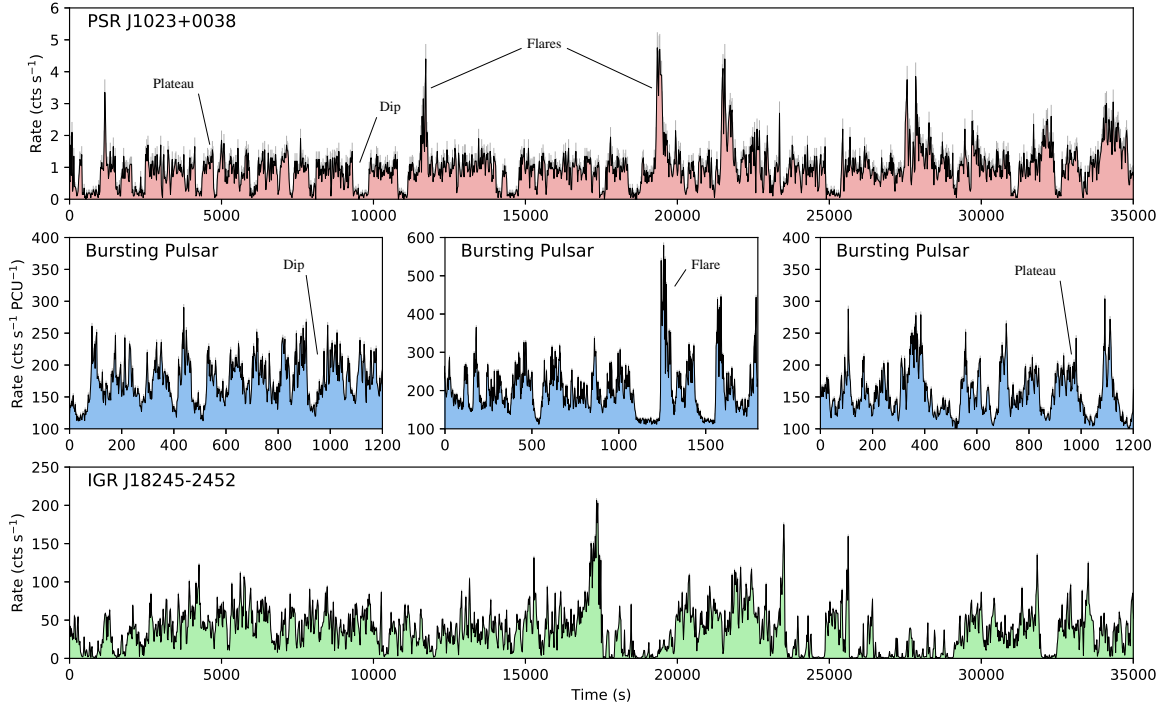 PSR J1023+0038
Flares
Plateau
Dip
Rate (cts s⁻¹)
6
5
4
3
2
1
0
0 5000 10000 15000 20000 25000 30000 35000
Bursting Pulsar
Dip
Rate (cts s⁻¹ PCU⁻¹)
400
350
300
250
200
150
100
0 200 400 600 800 1000 1200
Bursting Pulsar
Flare
600
500
400
300
200
100
0 500 1000 1500
Bursting Pulsar
Plateau
400
350
300
250
200
150
100
0 200 400 600 800 1000 1200
IGR J18245-2452
Rate (cts s⁻¹)
250
200
150
100
50
0
0 5000 10000 15000 20000 25000 30000 35000
Time (s)